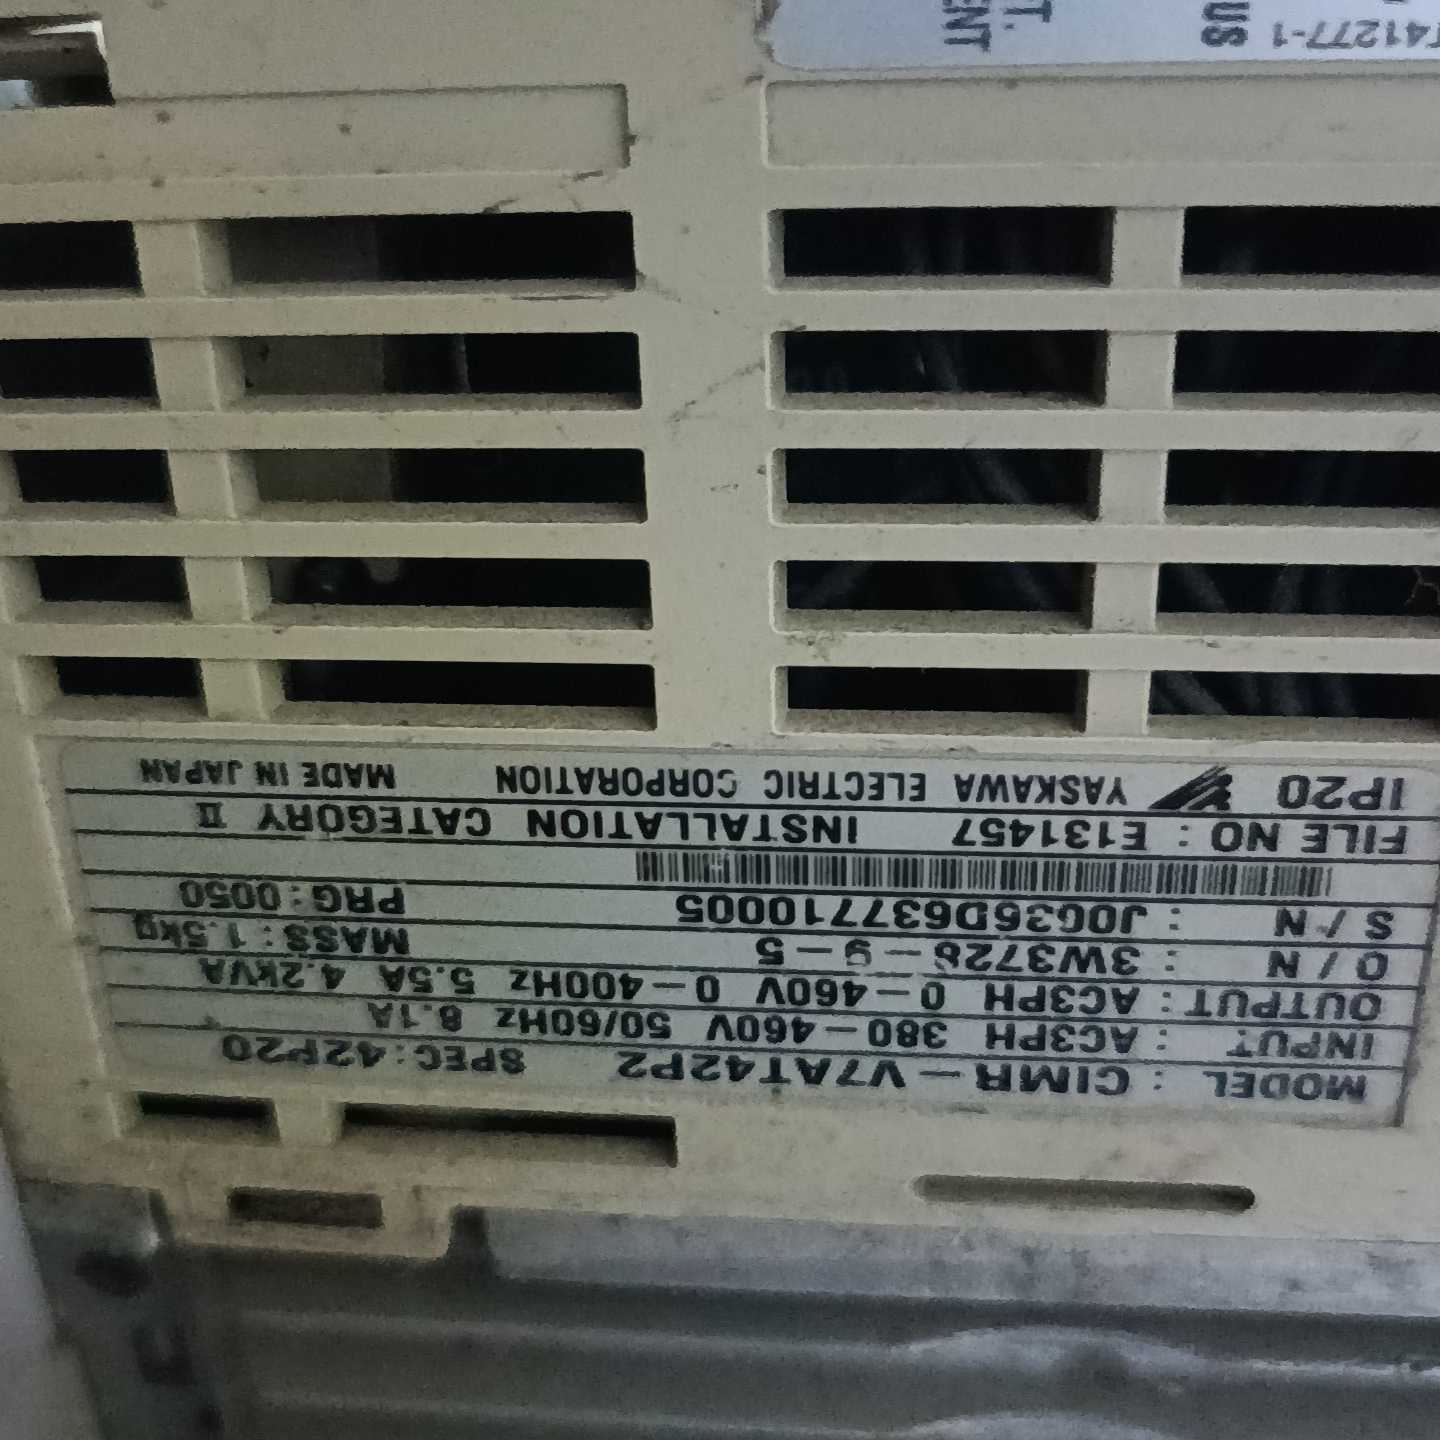 MODEL : CIMR-V7AT42P2 SPEC:42P20
INPUT : AC3PH 380-460V 50/60Hz 8.1A
OUTPUT : AC3PH 0-460V 0-400Hz 5.5A 4.2kVA
O/N : 3W3728-9-5 MASS:1.5kg
S/N : J0G36D637710005 PRG:0050
FILE NO : E131457 INSTALLATION CATEGORY II
IP20 YASKAWA ELECTRIC CORPORATION MADE IN JAPAN
US